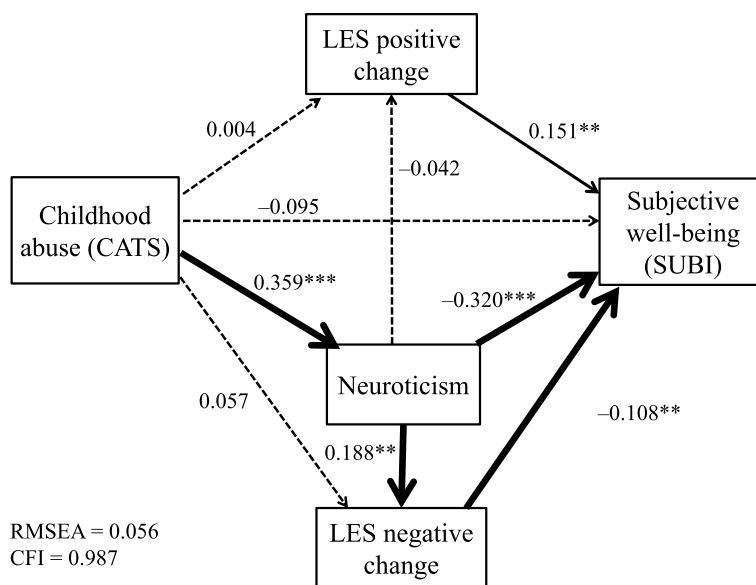 LES positive
change
0.004
0.151**
–0.042
Childhood
abuse (CATS)
–0.095
Subjective
well-being
(SUBI)
0.359***
–0.320***
Neuroticism
0.057
–0.108**
0.188**
LES negative
change
RMSEA = 0.056
CFI = 0.987